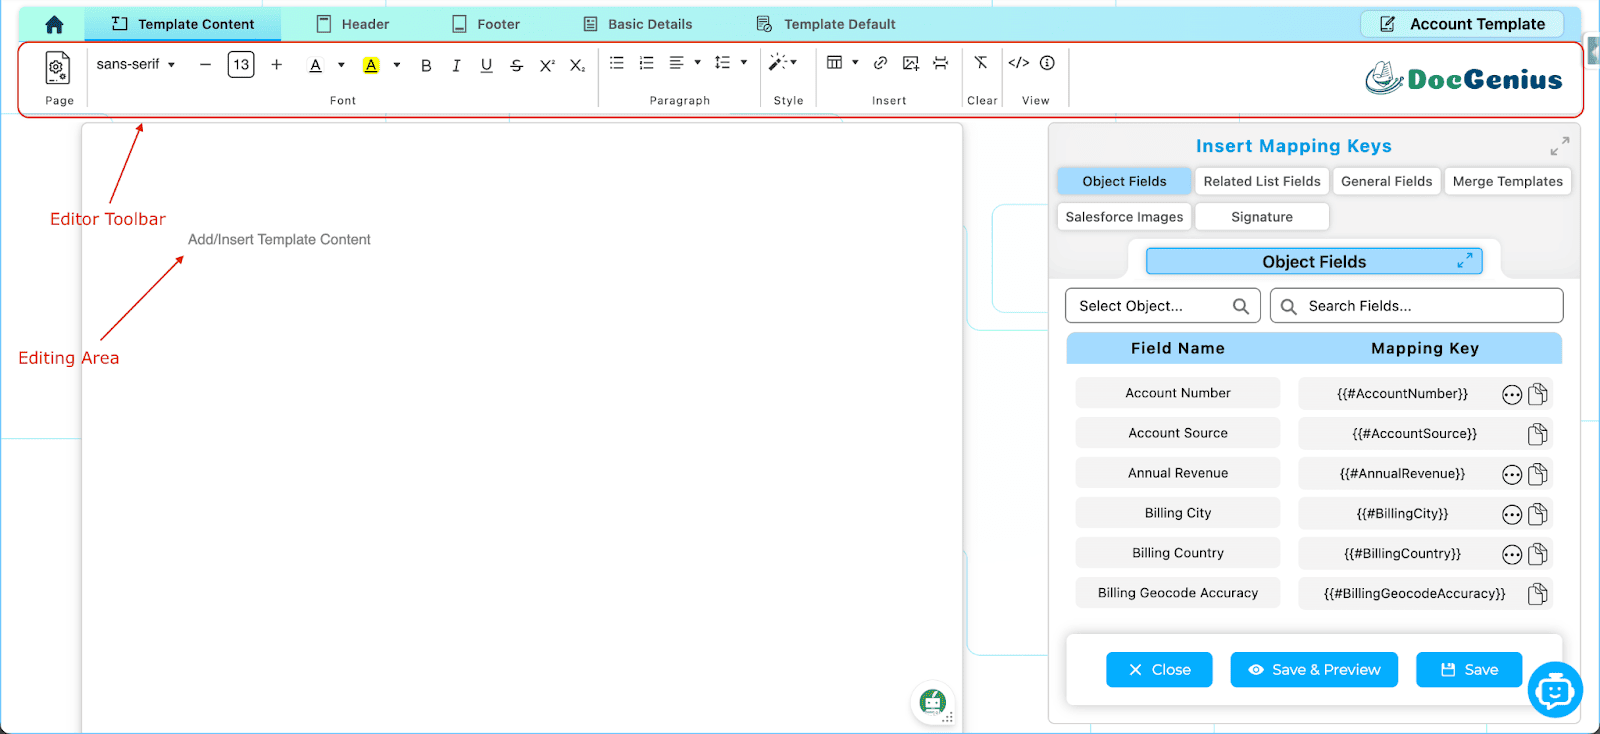 Template Content
Header
Footer
Basic Details
Template Default
Account Template
sans-serif
13
A
A
B
I
U
S
X²
X₂
</>
DocGenius
Page
Font
Paragraph
Style
Insert
Clear
View
Editor Toolbar
Add/Insert Template Content
Editing Area
Insert Mapping Keys
Object Fields
Related List Fields
General Fields
Merge Templates
Salesforce Images
Signature
Object Fields
Select Object...
Search Fields...
Field Name
Mapping Key
Account Number
{{#AccountNumber}}
Account Source
{{#AccountSource}}
Annual Revenue
{{#AnnualRevenue}}
Billing City
{{#BillingCity}}
Billing Country
{{#BillingCountry}}
Billing Geocode Accuracy
{{#BillingGeocodeAccuracy}}
Close
Save & Preview
Save